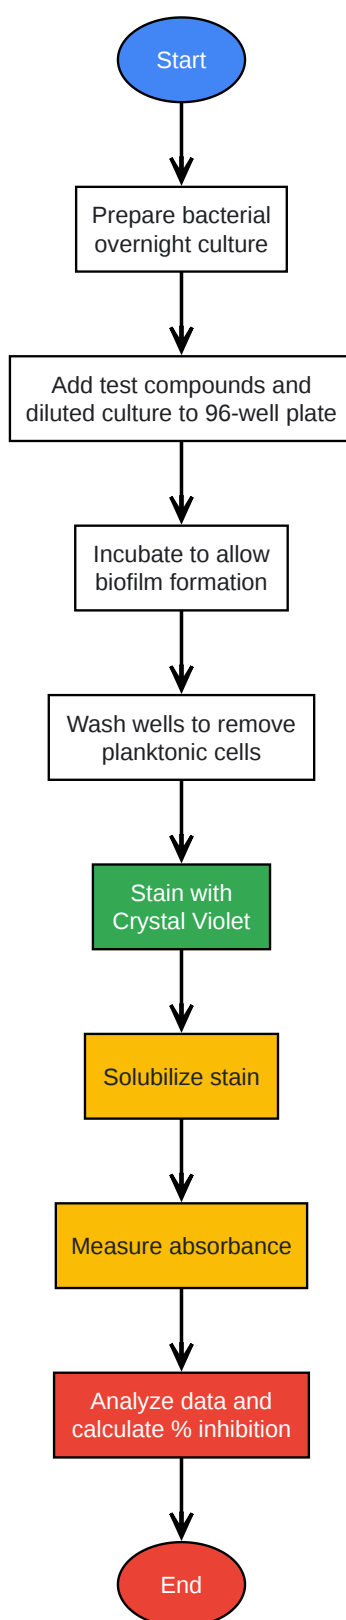 Start
Prepare bacterial
overnight culture
Add test compounds and
diluted culture to 96-well plate
Incubate to allow
biofilm formation
Wash wells to remove
planktonic cells
Stain with
Crystal Violet
Solubilize stain
Measure absorbance
Analyze data and
calculate % inhibition
End